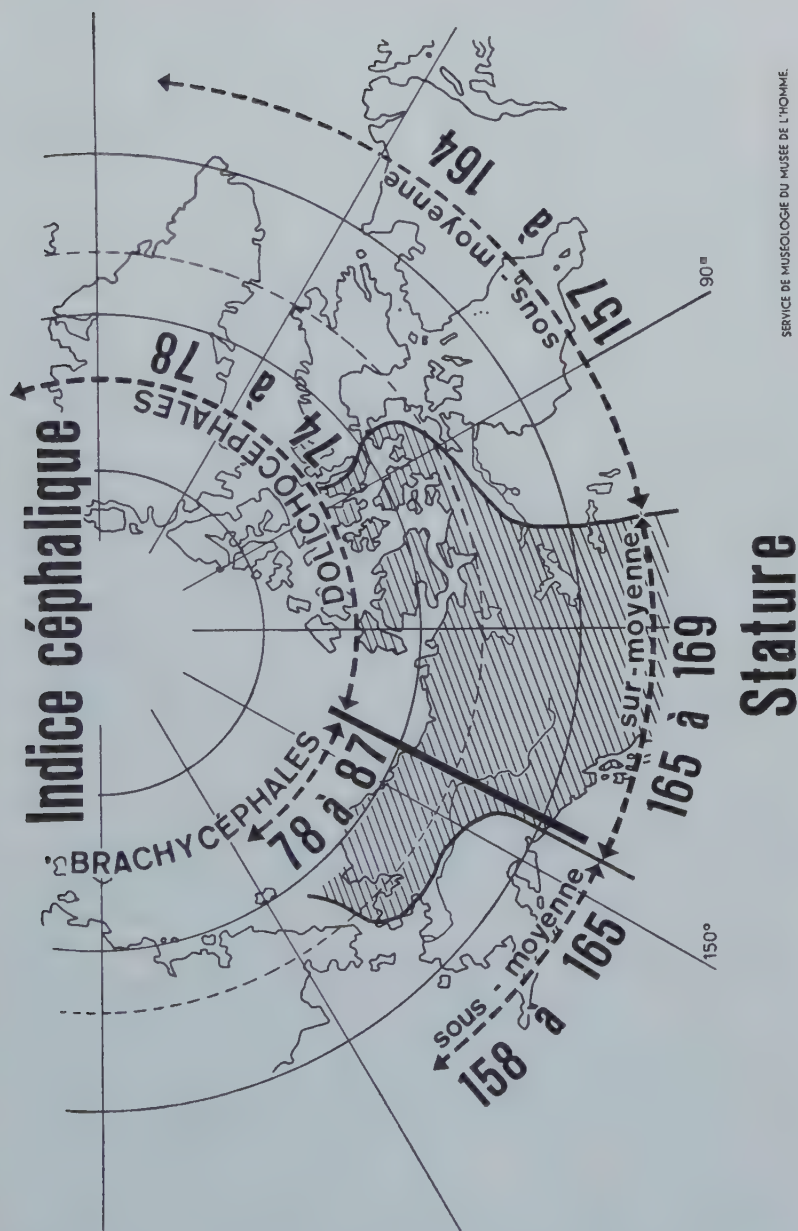 Indice céphalique
BRACHYCÉPHALES
78 à 87
DOLICHOCÉPHALES
74 à 78
sous-moyenne
158 à 165
sur-moyenne
165 à 169
sous-moyenne
157 à 164
150°
90°
Stature
SERVICE DE MUSÉOLOGIE DU MUSÉE DE L'HOMME.